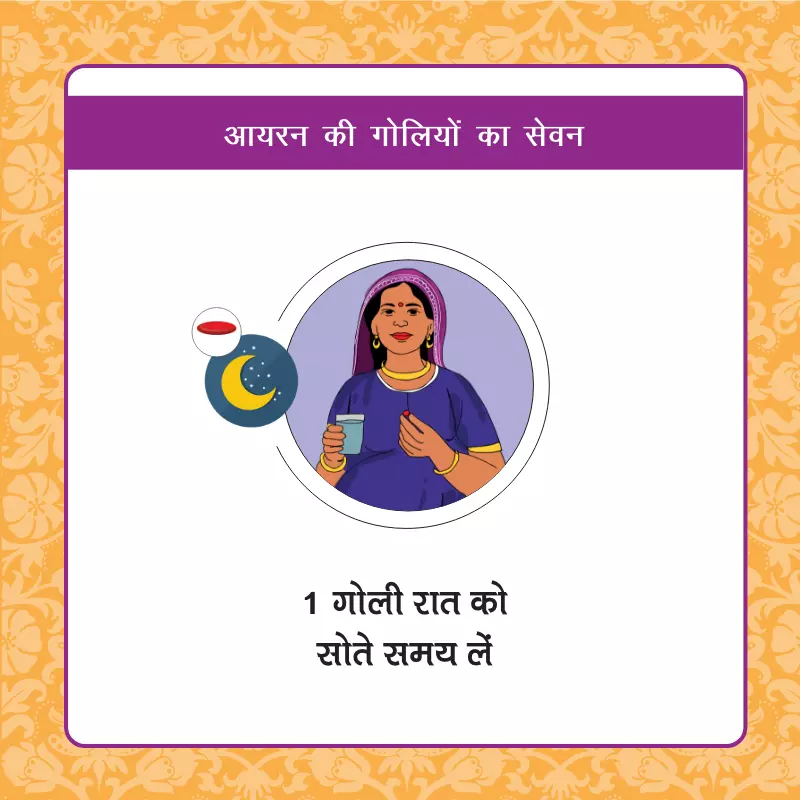 आयरन की गोलियों का सेवन
1 गोली रात को
सोते समय लें